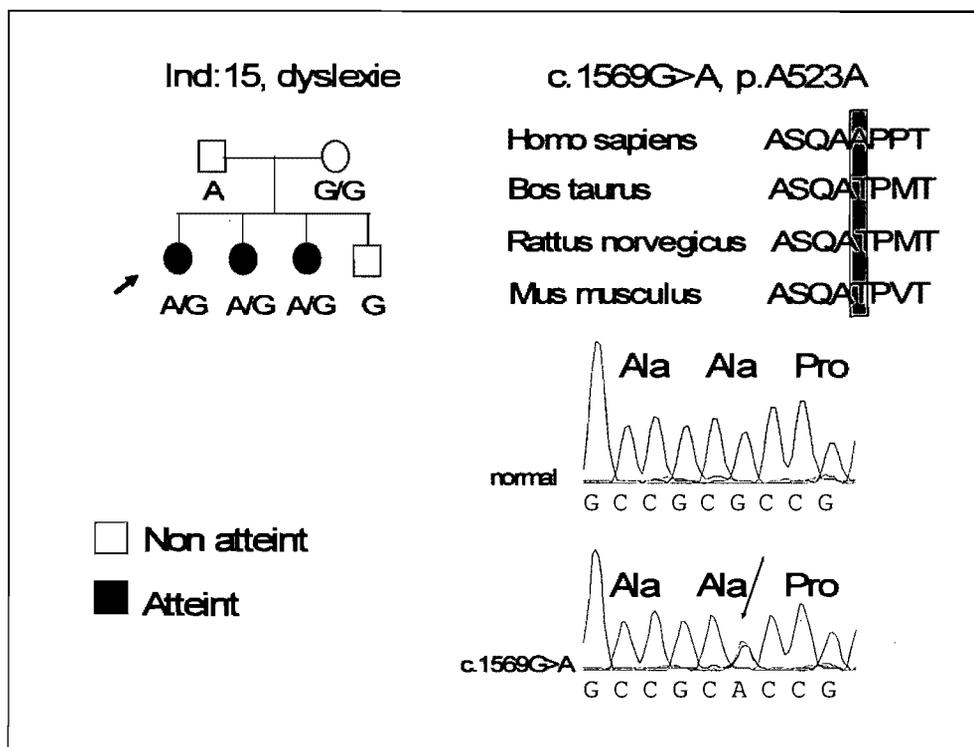 Ind:15, dyslexie
A
G/G
A/G A/G A/G G
Non atteint
Atteint
c.1569G>A, p.A523A
Homo sapiens ASQAAPPT
Bos taurus ASQATPMT
Rattus norvegicus ASQATPMT
Mus musculus ASQATPVT
Ala Ala Pro
normal
G C C G C G C C G
Ala Ala Pro
c.1569G>A
G C C G C A C C G